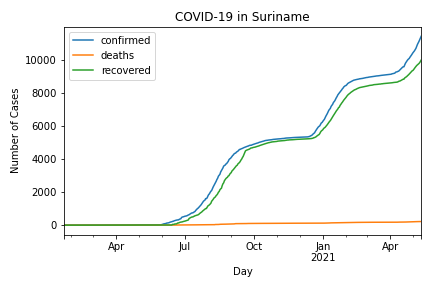 COVID-19 in Suriname
confirmed
deaths
recovered
Number of Cases
10000
8000
6000
4000
2000
0
Apr
Jul
Oct
Jan
2021
Apr
Day